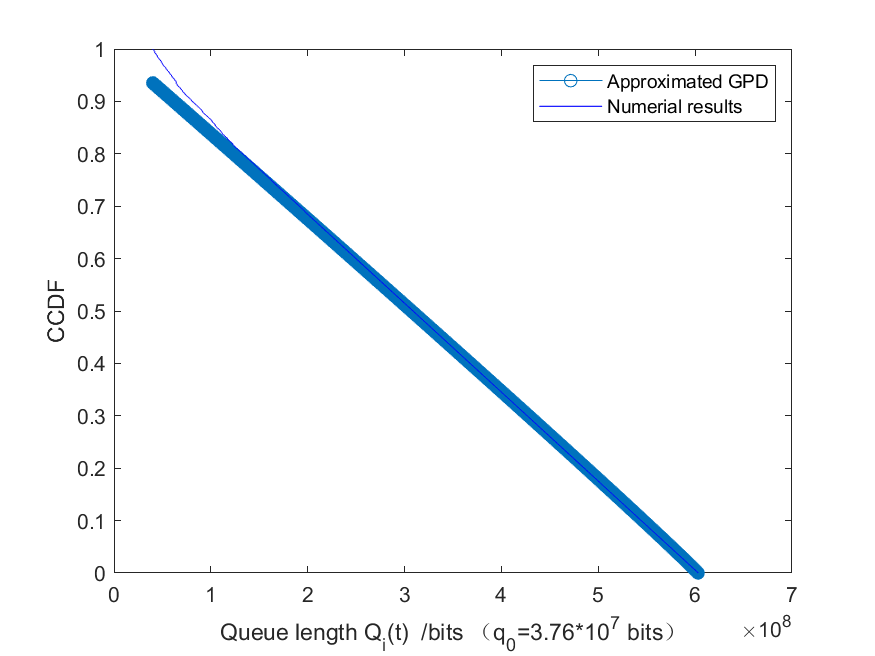 1
0.9
0.8
0.7
0.6
0.5
0.4
0.3
0.2
0.1
0
CCDF
Approximated GPD
Numerial results
0 1 2 3 4 5 6 7
×10^8
Queue length Q_i(t) /bits （q_0=3.76*10^7 bits）